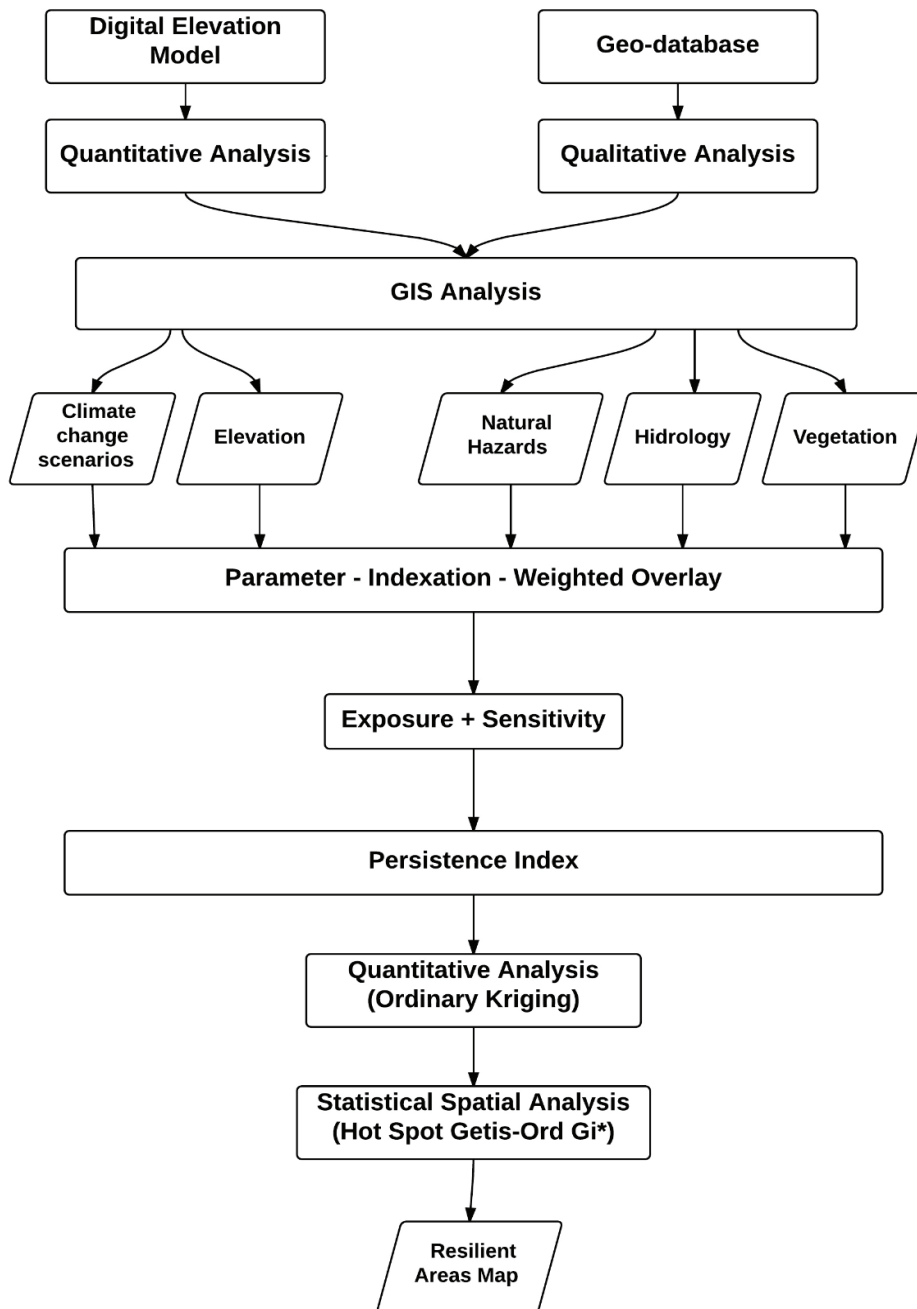 Digital Elevation
Model
Geo-database
Quantitative Analysis
Qualitative Analysis
GIS Analysis
Climate
change
scenarios
Elevation
Natural
Hazards
Hidrology
Vegetation
Parameter - Indexation - Weighted Overlay
Exposure + Sensitivity
Persistence Index
Quantitative Analysis
(Ordinary Kriging)
Statistical Spatial Analysis
(Hot Spot Getis-Ord Gi*)
Resilient
Areas Map